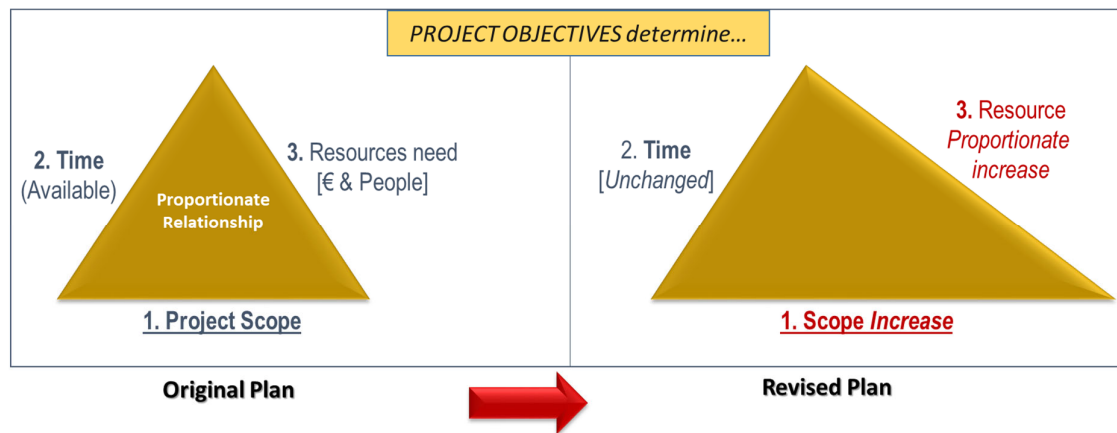 PROJECT OBJECTIVES determine...
2. Time
(Available)
3. Resources need
[€ & People]
Proportionate
Relationship
1. Project Scope
2. Time
[Unchanged]
3. Resource
Proportionate
increase
1. Scope Increase
Original Plan
Revised Plan